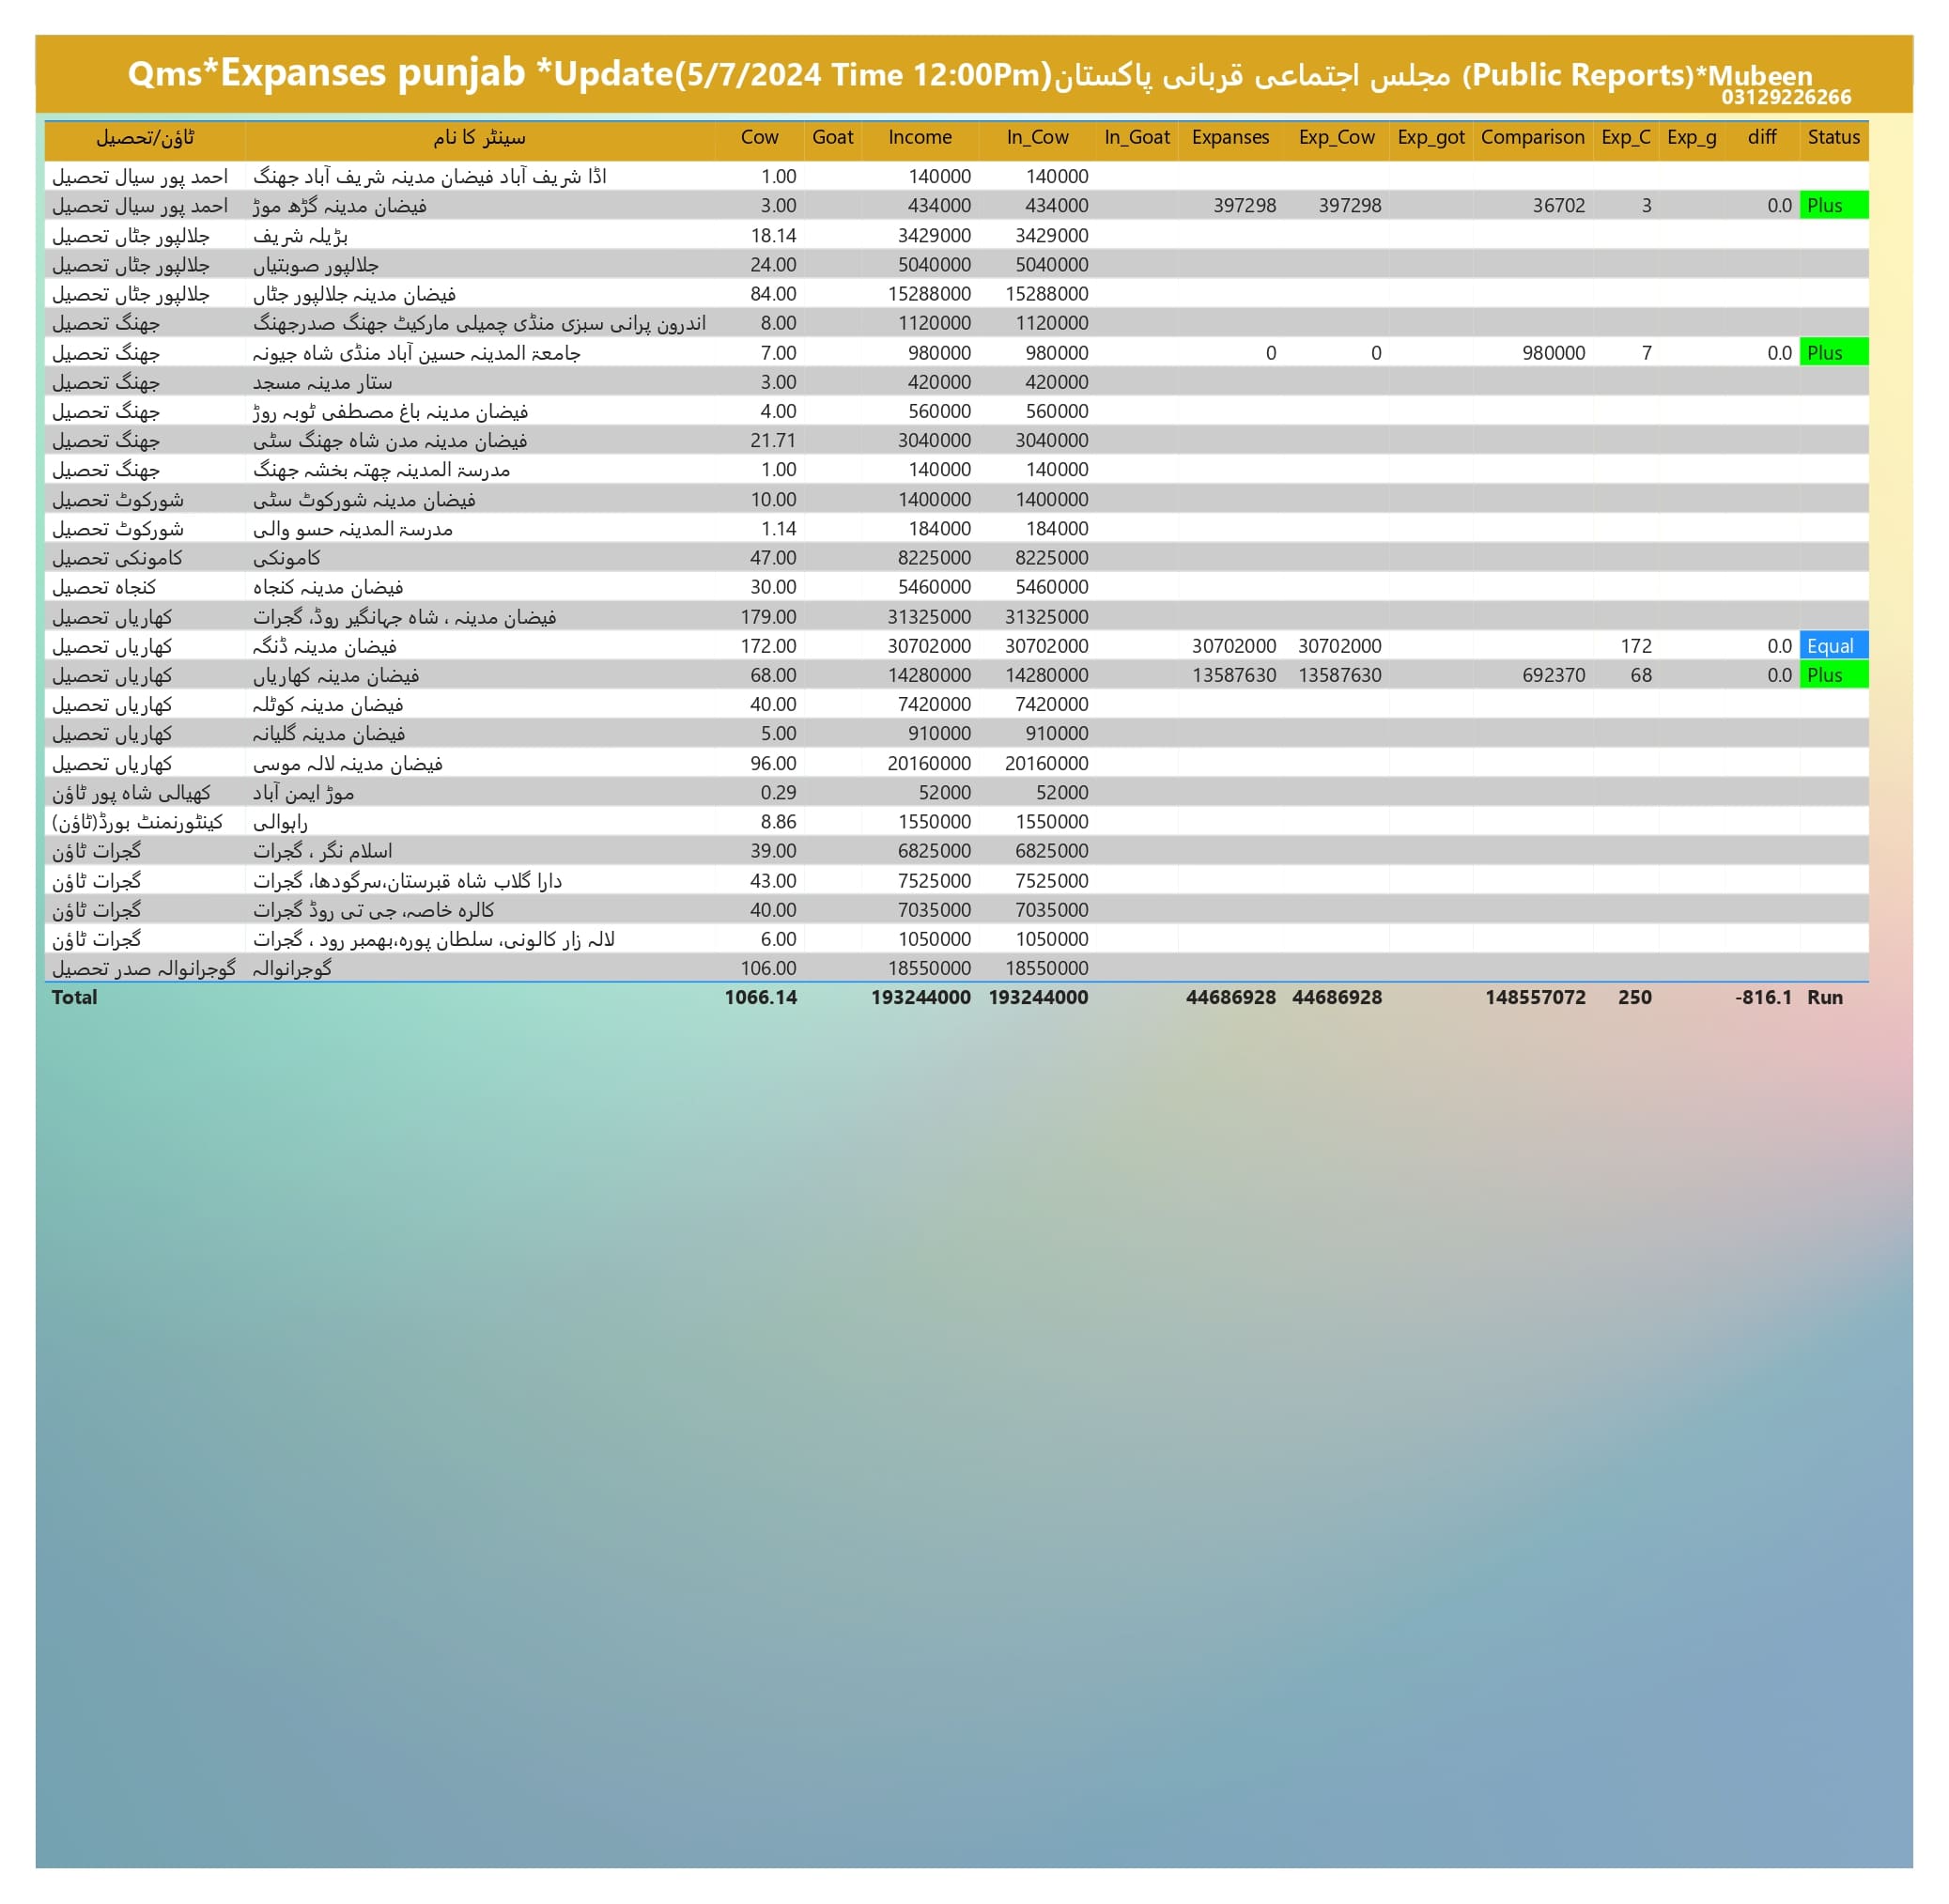 Qms*Expanses punjab *Update(5/7/2024 Time 12:00Pm)مجلس اجتماعی قربانی پاکستان (Public Reports)*Mubeen
03129226266
ٹاؤن/تحصیل سینٹر کا نام Cow Goat Income In_Cow In_Goat Expanses Exp_Cow Exp_got Comparison Exp_C Exp_g diff Status
احمد پور سیال تحصیل اڈا شریف آباد فیضان مدینہ شریف آباد جھنگ 1.00 140000 140000
احمد پور سیال تحصیل فیضان مدینہ گڑھ موڑ 3.00 434000 434000 397298 397298 36702 3 0.0 Plus
جلالپور جٹاں تحصیل بڑیلہ شریف 18.14 3429000 3429000
جلالپور جٹاں تحصیل جلالپور صوبتیاں 24.00 5040000 5040000
جلالپور جٹاں تحصیل فیضان مدینہ جلالپور جٹاں 84.00 15288000 15288000
جھنگ تحصیل اندرون پرانی سبزی منڈی چمیلی مارکیٹ جھنگ صدرجھنگ 8.00 1120000 1120000
جھنگ تحصیل جامعۃ المدینہ حسین آباد منڈی شاہ جیونہ 7.00 980000 980000 0 0 980000 7 0.0 Plus
جھنگ تحصیل ستار مدینہ مسجد 3.00 420000 420000
جھنگ تحصیل فیضان مدینہ باغ مصطفی ٹوبہ روڑ 4.00 560000 560000
جھنگ تحصیل فیضان مدینہ مدن شاہ جھنگ سٹی 21.71 3040000 3040000
جھنگ تحصیل مدرسۃ المدینہ چھتہ بخشہ جھنگ 1.00 140000 140000
شورکوٹ تحصیل فیضان مدینہ شورکوٹ سٹی 10.00 1400000 1400000
شورکوٹ تحصیل مدرسۃ المدینہ حسو والی 1.14 184000 184000
کامونکی تحصیل کامونکی 47.00 8225000 8225000
کنجاہ تحصیل فیضان مدینہ کنجاہ 30.00 5460000 5460000
کھاریاں تحصیل فیضان مدینہ ، شاہ جہانگیر روڈ، گجرات 179.00 31325000 31325000
کھاریاں تحصیل فیضان مدینہ ڈنگہ 172.00 30702000 30702000 30702000 30702000 172 0.0 Equal
کھاریاں تحصیل فیضان مدینہ کھاریاں 68.00 14280000 14280000 13587630 13587630 692370 68 0.0 Plus
کھاریاں تحصیل فیضان مدینہ کوٹلہ 40.00 7420000 7420000
کھاریاں تحصیل فیضان مدینہ گلیانہ 5.00 910000 910000
کھاریاں تحصیل فیضان مدینہ لالہ موسی 96.00 20160000 20160000
کھیالی شاہ پور ٹاؤن موڑ ایمن آباد 0.29 52000 52000
کینٹورنمنٹ بورڈ(ٹاؤن) راہوالی 8.86 1550000 1550000
گجرات ٹاؤن اسلام نگر ، گجرات 39.00 6825000 6825000
گجرات ٹاؤن دارا گلاب شاہ قبرستان،سرگودھا، گجرات 43.00 7525000 7525000
گجرات ٹاؤن کالرہ خاصہ، جی تی روڈ گجرات 40.00 7035000 7035000
گجرات ٹاؤن لالہ زار کالونی، سلطان پورہ،بھمبر رود ، گجرات 6.00 1050000 1050000
گوجرانوالہ صدر تحصیل گوجرانوالہ 106.00 18550000 18550000
Total 1066.14 193244000 193244000 44686928 44686928 148557072 250 -816.1 Run